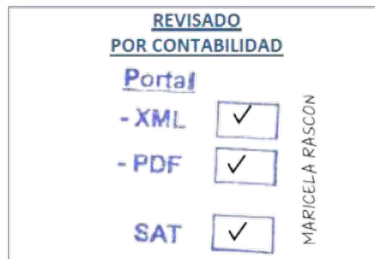 REVISADO
POR CONTABILIDAD
Portal
- XML ✓
- PDF ✓
SAT ✓
MARICELA RASCON